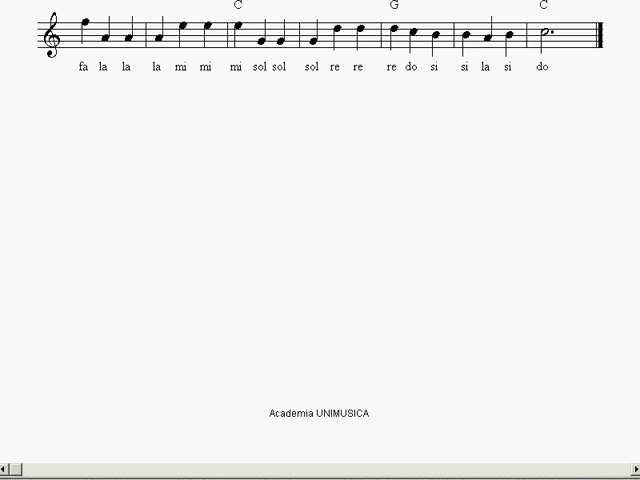 C G C
fa la la la mi mi mi sol sol sol re re re do si si la si do
Academia UNIMUSICA